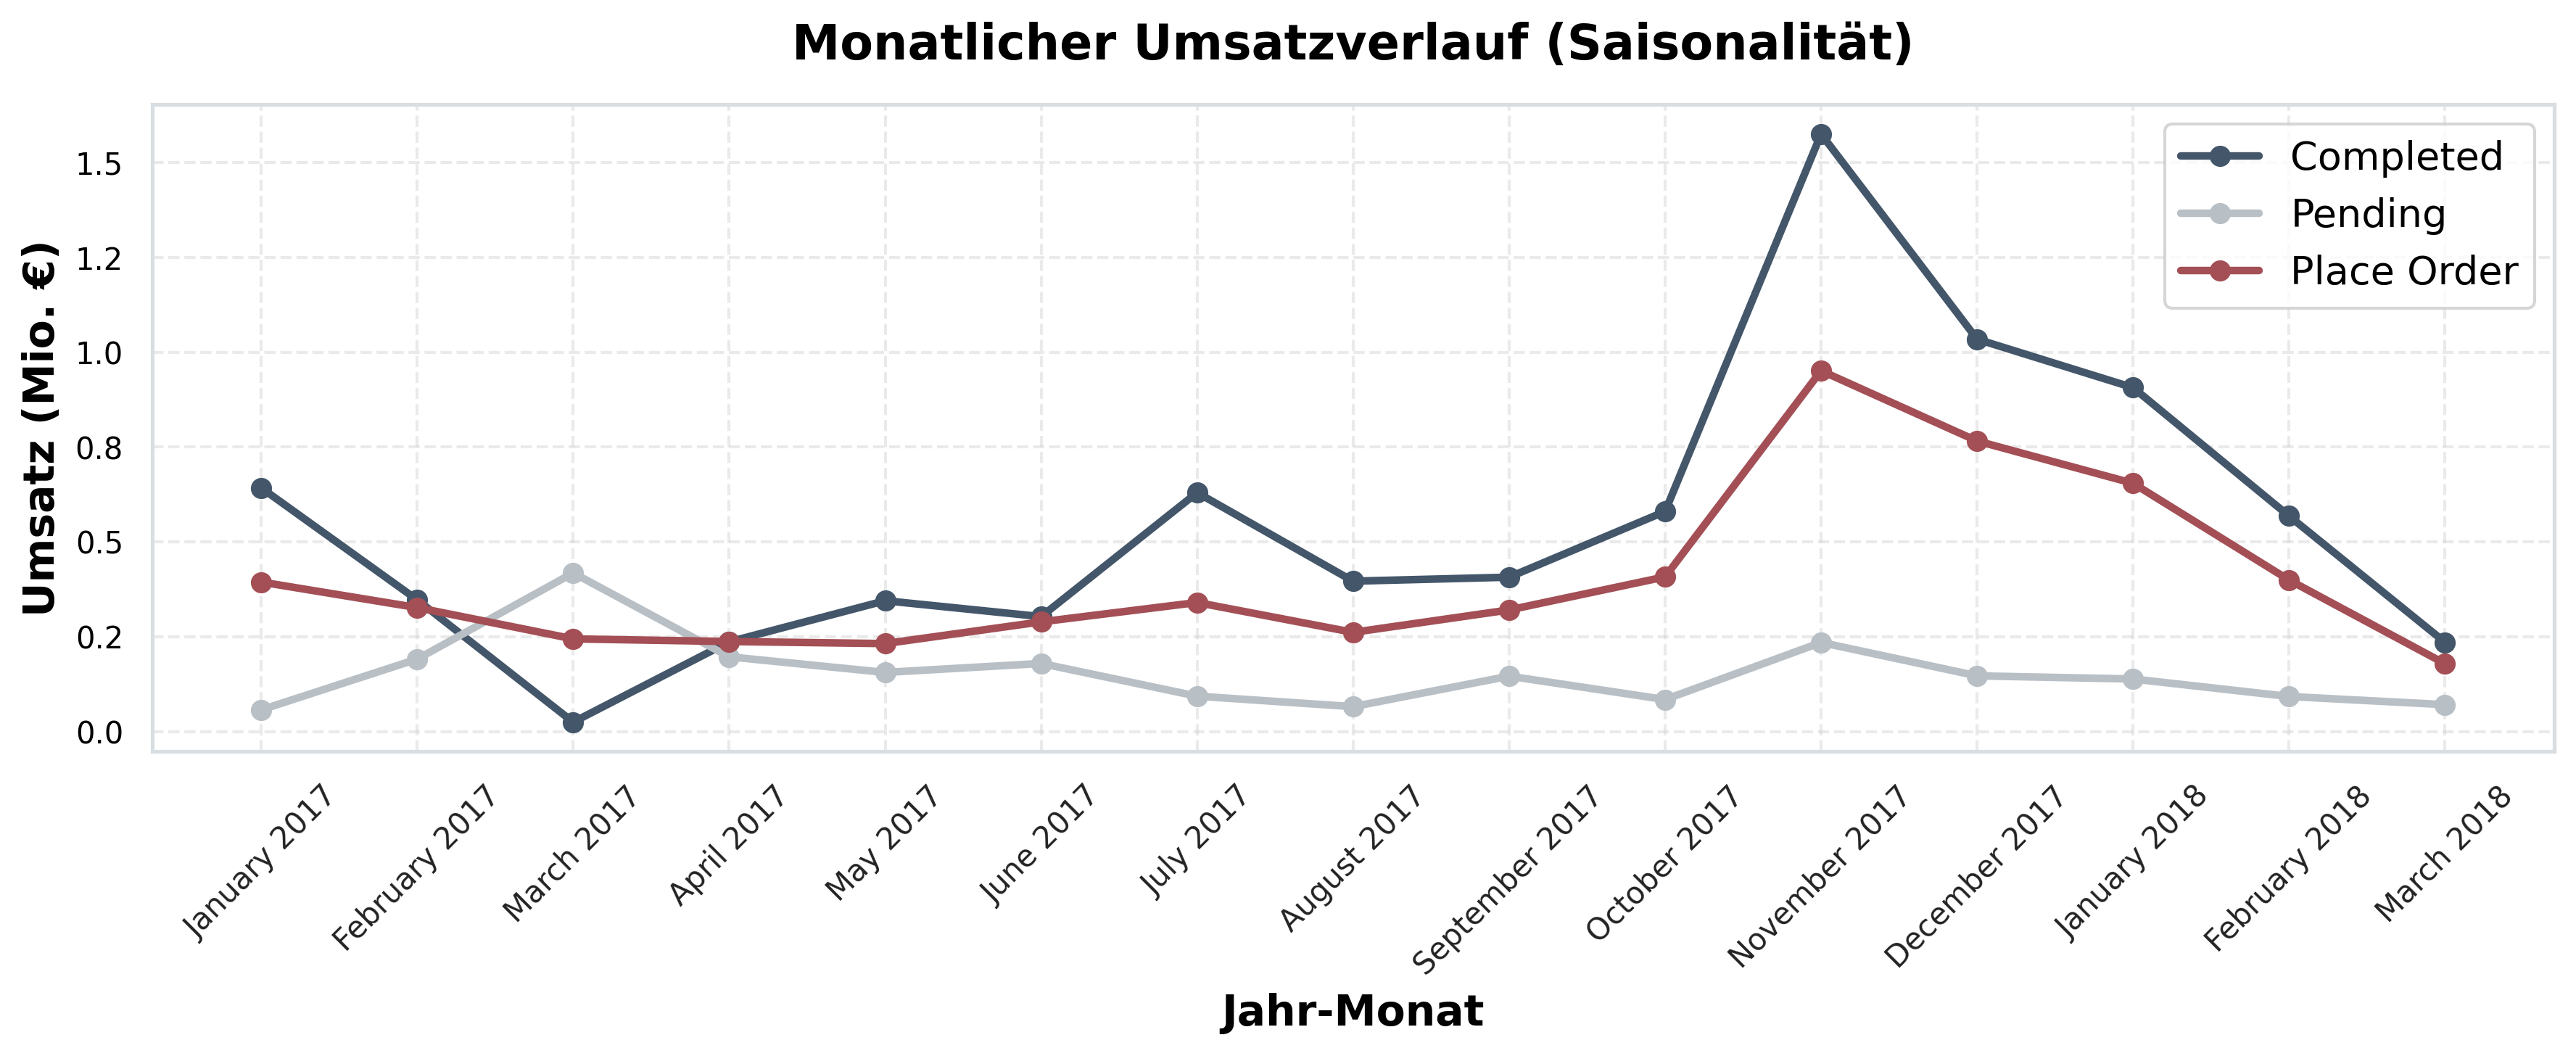 Monatlicher Umsatzverlauf (Saisonalität)
Umsatz (Mio. €)
1.5
1.2
1.0
0.8
0.5
0.2
0.0
Completed
Pending
Place Order
January 2017
February 2017
March 2017
April 2017
May 2017
June 2017
July 2017
August 2017
September 2017
October 2017
November 2017
December 2017
January 2018
February 2018
March 2018
Jahr-Monat